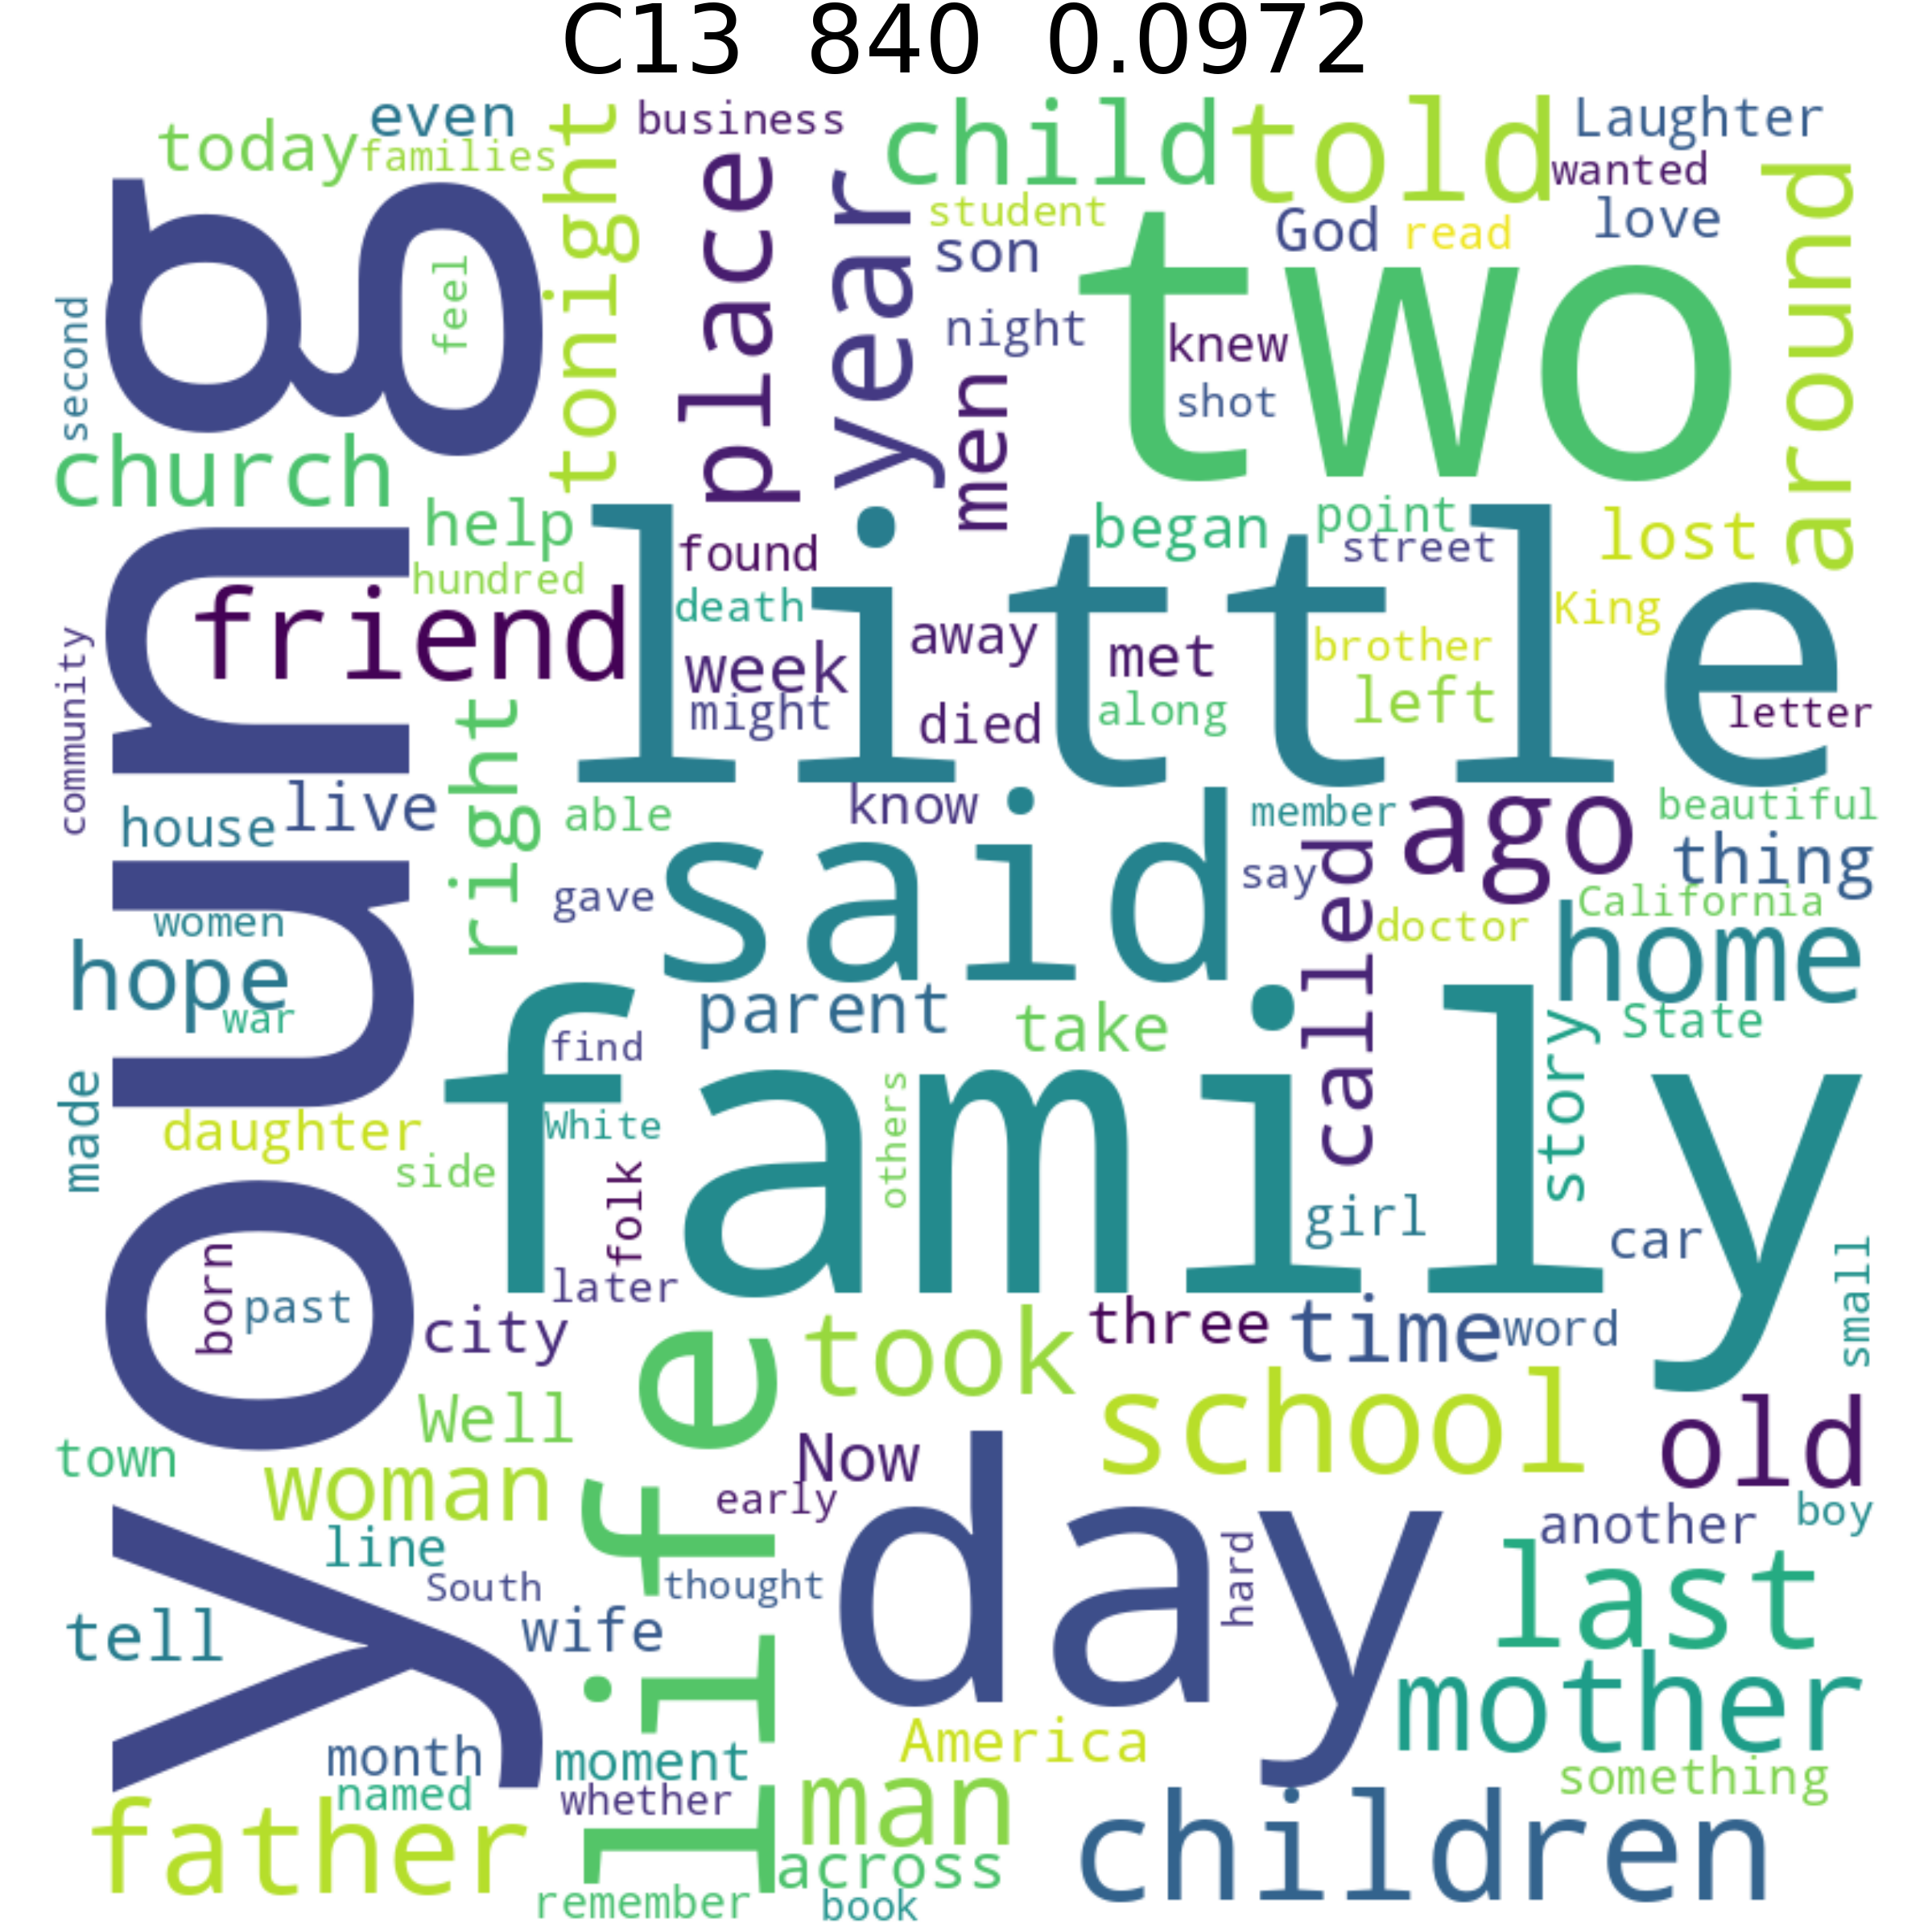 C13 840 0.0972
even
business
child
told
Laughter
today
families
tonight
wanted
place
year
student
God
read
love
around
son
young
feel
second
two
night
knew
shot
men
church
help
little
found
began
point
street
lost
hundred
friend
death
away
met
King
brother
week
community
might
died
along
left
letter
right
house
live
able
know
member
ago
beautiful
said
say
called
thing
gave
California
women
doctor
home
hope
war
parent
take
State
find
family
story
made
daughter
White
others
side
folk
girl
car
small
born
past
later
city
life
took
three
time
word
Well
school
old
town
woman
Now
day
early
another
boy
line
South
thought
hard
last
tell
wife
mother
month
moment
America
something
named
whether
man
children
father
across
remember
book